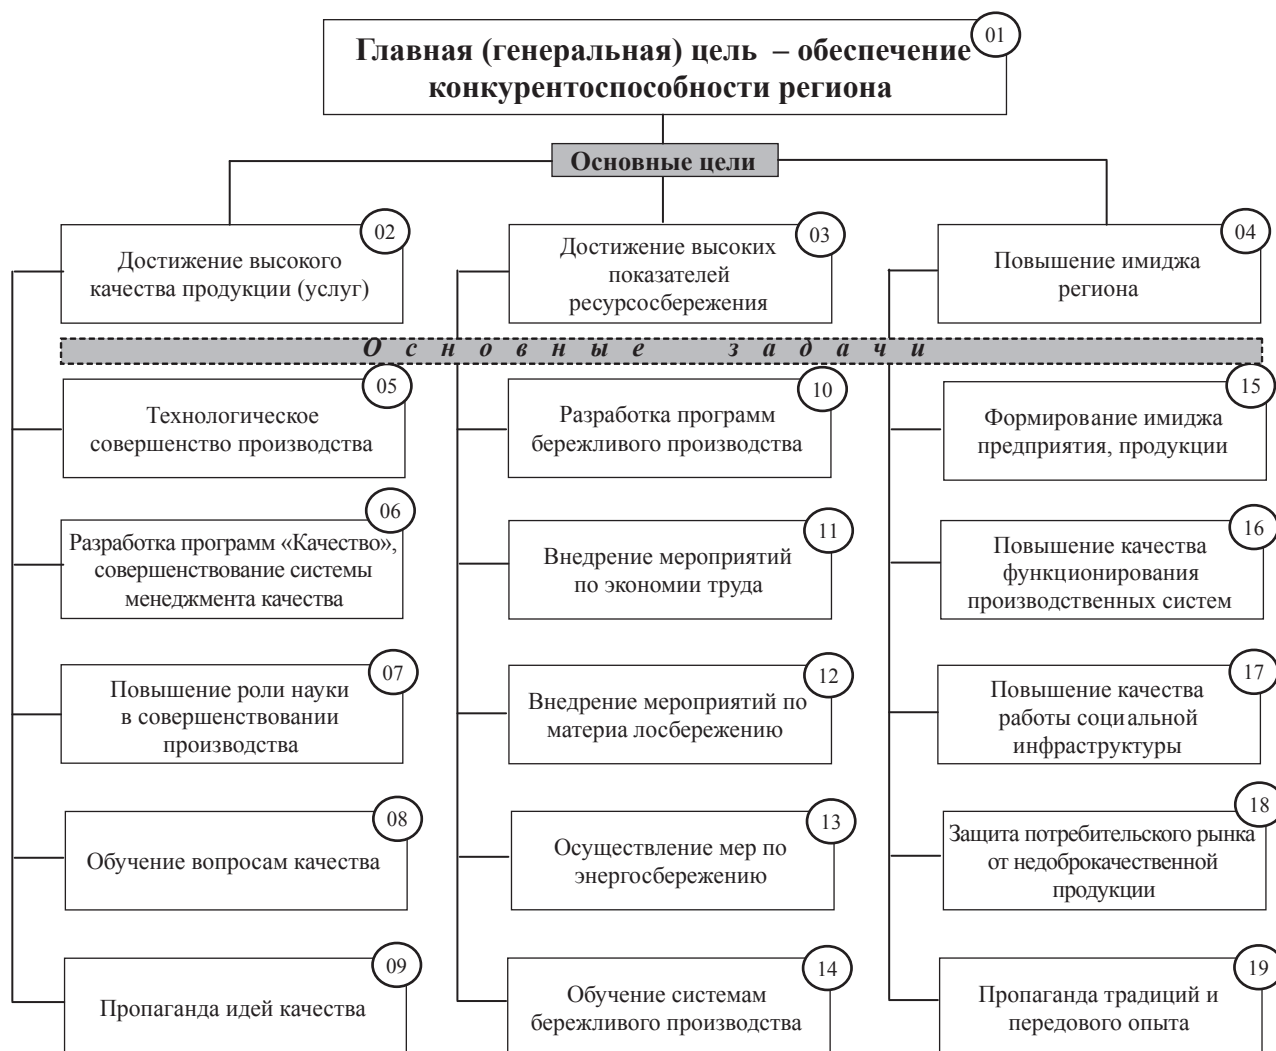 01
Главная (генеральная) цель – обеспечение
конкурентоспособности региона
Основные цели
02
Достижение высокого
качества продукции (услуг)
03
Достижение высоких
показателей
ресурсосбережения
04
Повышение имиджа
региона
Основные задачи
05
Технологическое
совершенство производства
06
Разработка программ «Качество»,
совершенствование системы
менеджмента качества
07
Повышение роли науки
в совершенствовании
производства
08
Обучение вопросам качества
09
Пропаганда идей качества
10
Разработка программ
бережливого производства
11
Внедрение мероприятий
по экономии труда
12
Внедрение мероприятий по
материа лосбережению
13
Осуществление мер по
энергосбережению
14
Обучение системам
бережливого производства
15
Формирование имиджа
предприятия, продукции
16
Повышение качества
функционирования
производственных систем
17
Повышение качества
работы социальной
инфраструктуры
18
Защита потребительского рынка
от недоброкачественной
продукции
19
Пропаганда традиций и
передового опыта